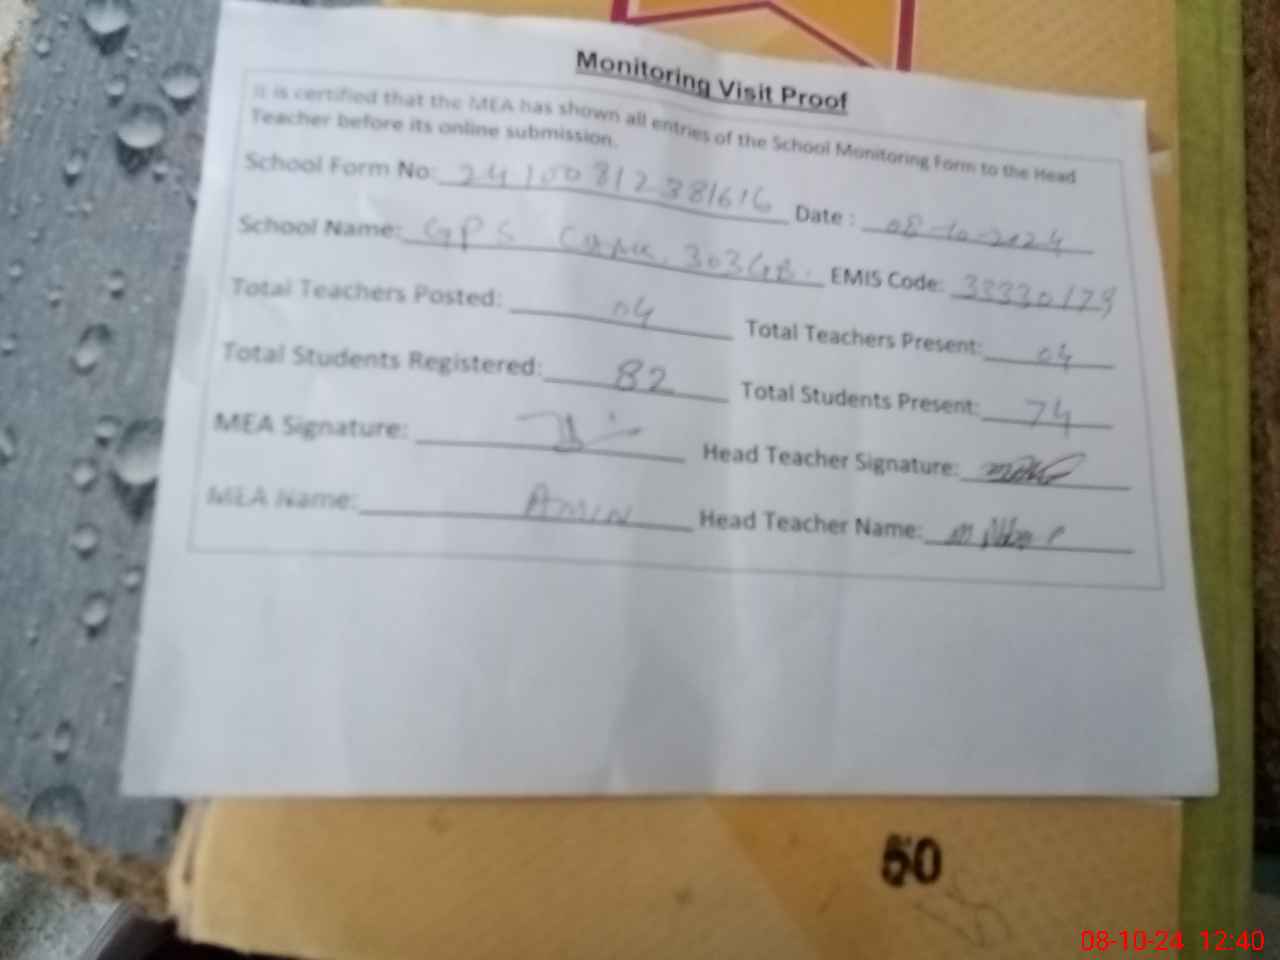 Monitoring Visit Proof
It is certified that the MEA has shown all entries of the School Monitoring Form to the Head
Teacher before its online submission.
School Form No: 241008122381616 Date : 08-10-2024
School Name: GPS 303GB. EMIS Code: 33330179
Total Teachers Posted: 04 Total Teachers Present: 04
Total Students Registered: 82 Total Students Present: 74
MEA Signature: Head Teacher Signature:
MEA Name: AMIN Head Teacher Name: m
50
08-10-24 12:40